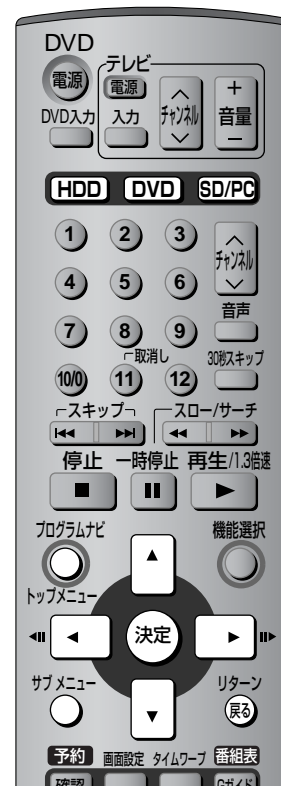 DVD
テレビ
電源 電源 チャンネル + 音量 −
DVD入力 入力
HDD DVD SD/PC
1 2 3
チャンネル
4 5 6
音声
7 8 9
取消し 30秒スキップ
10/0 11 12
スキップ スロー/サーチ
停止 一時停止 再生/1.3倍速
プログラムナビ 機能選択
トップメニュー
決定
サブ メニュー リターン
戻る
予約 画面設定 タイムワープ 番組表
確認 Gガイド